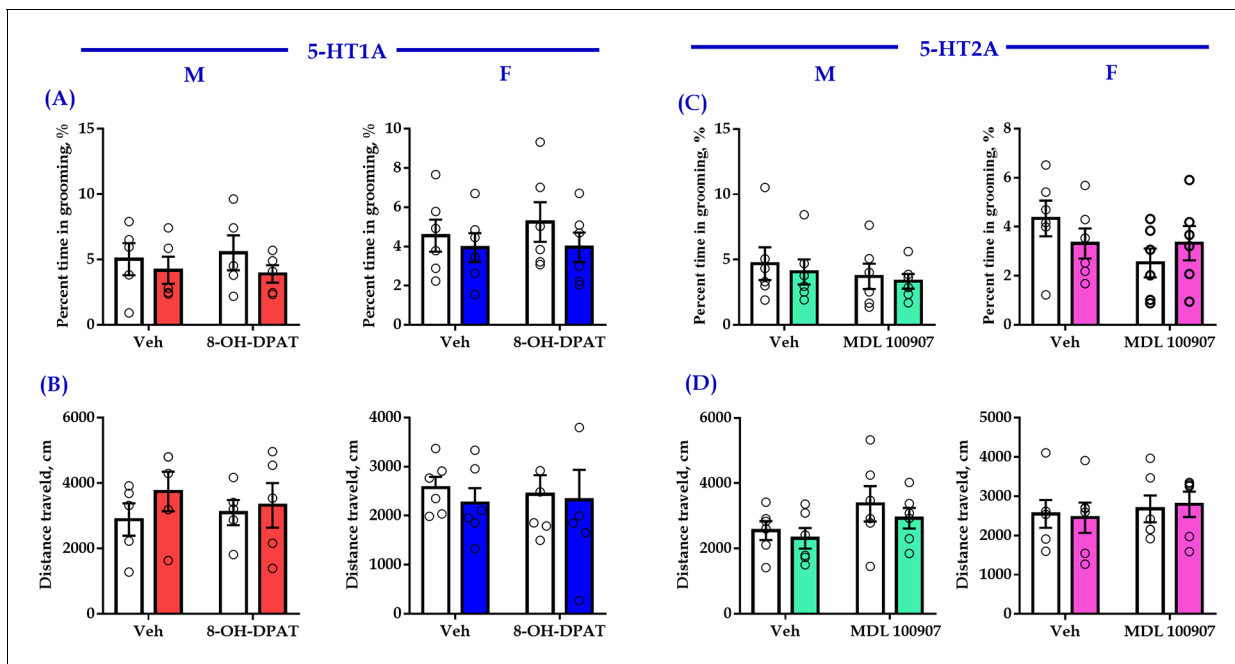 5-HT1A
5-HT2A
M
F
M
F
(A)
Percent time in grooming, %
15
10
5
0
Veh
8-OH-DPAT
Percent time in grooming, %
10
8
6
4
2
0
Veh
8-OH-DPAT
(C)
Percent time in grooming, %
15
10
5
0
Veh
MDL 100907
Percent time in grooming, %
8
6
4
2
0
Veh
MDL 100907
(B)
Distance traveld, cm
6000
4000
2000
0
Veh
8-OH-DPAT
Distance traveld, cm
4000
3000
2000
1000
0
Veh
8-OH-DPAT
(D)
Distance traveld, cm
6000
4000
2000
0
Veh
MDL 100907
Distance traveld, cm
5000
4000
3000
2000
1000
0
Veh
MDL 100907